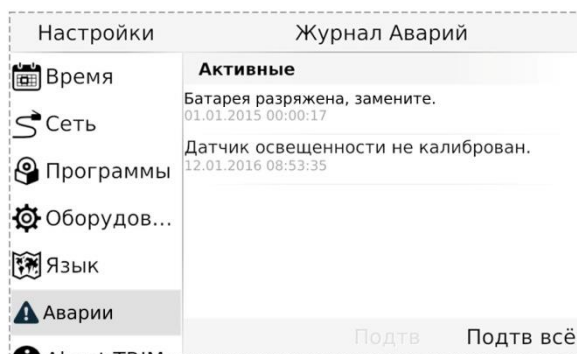 Настройки
Журнал Аварий
Время
Сеть
Программы
Оборудов...
Язык
Аварии
Активные
Батарея разряжена, замените.
01.01.2015 00:00:17
Датчик освещенности не калиброван.
12.01.2016 08:53:35
Подтв
Подтв всё